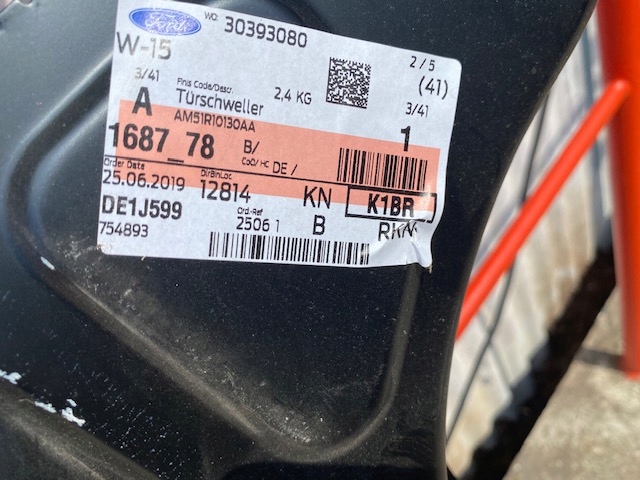 Ford
WO: 30393080
W-15
2 / 5
3/41
(41)
Finis Code/Descr.
A
Türschweller
2,4 KG
3/41
AM51R10130AA
1
1687_78
B/
CoO/HC DE /
Order Date
DirBinLoc
25.06.2019
12814
KN
K1BR
DE1J599
Ord.-Ref
B
RKN
754893
2506 1